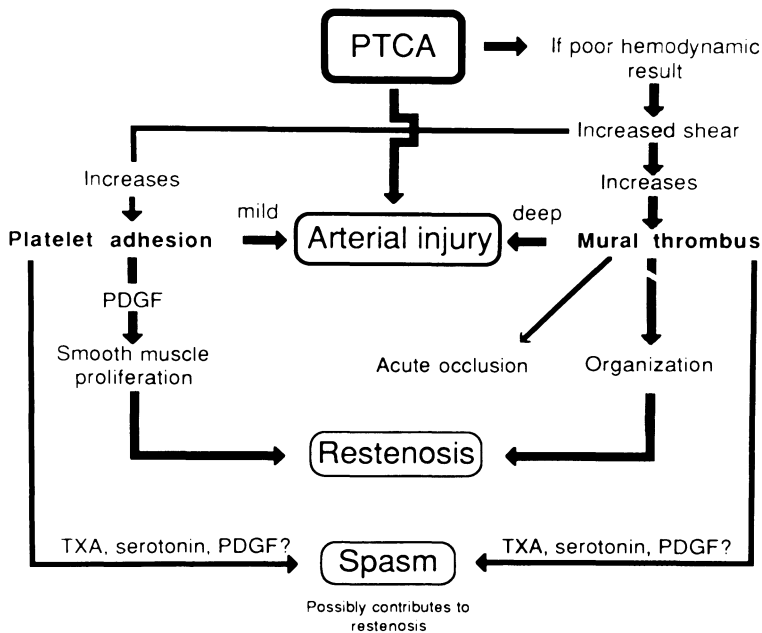 PTCA
If poor hemodynamic
result
Increased shear
Increases
Increases
mild
deep
Platelet adhesion
Arterial injury
Mural thrombus
PDGF
Smooth muscle
proliferation
Acute occlusion
Organization
Restenosis
TXA, serotonin, PDGF?
TXA, serotonin, PDGF?
Spasm
Possibly contributes to
restenosis